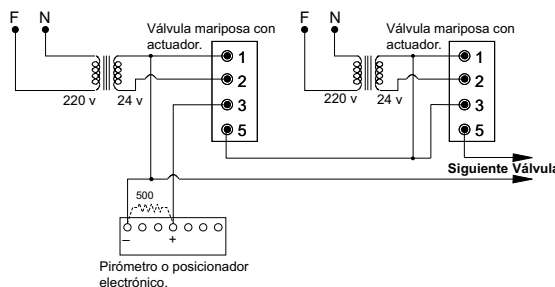 F N
Válvula mariposa con
actuador.
1
2
3
5
220 v 24 v
F N
Válvula mariposa con
actuador.
1
2
3
5
220 v 24 v
Siguiente Válvula
500
– +
Pirómetro o posicionador
electrónico.